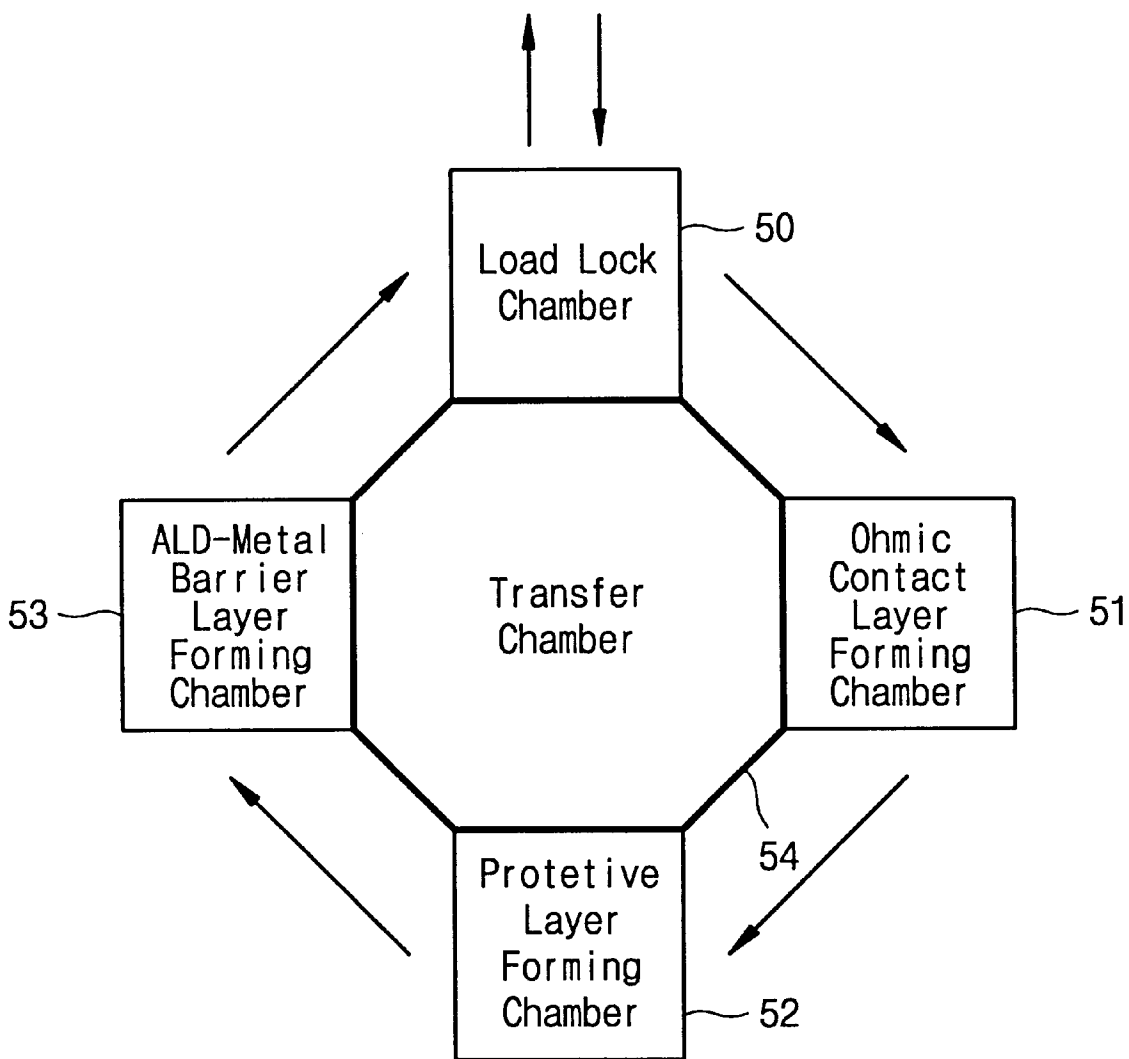 50
Load Lock
Chamber
ALD-Metal
Barrier
Layer
Forming
Chamber
53
Transfer
Chamber
Ohmic
Contact
Layer
Forming
Chamber
51
54
Protetive
Layer
Forming
Chamber
52